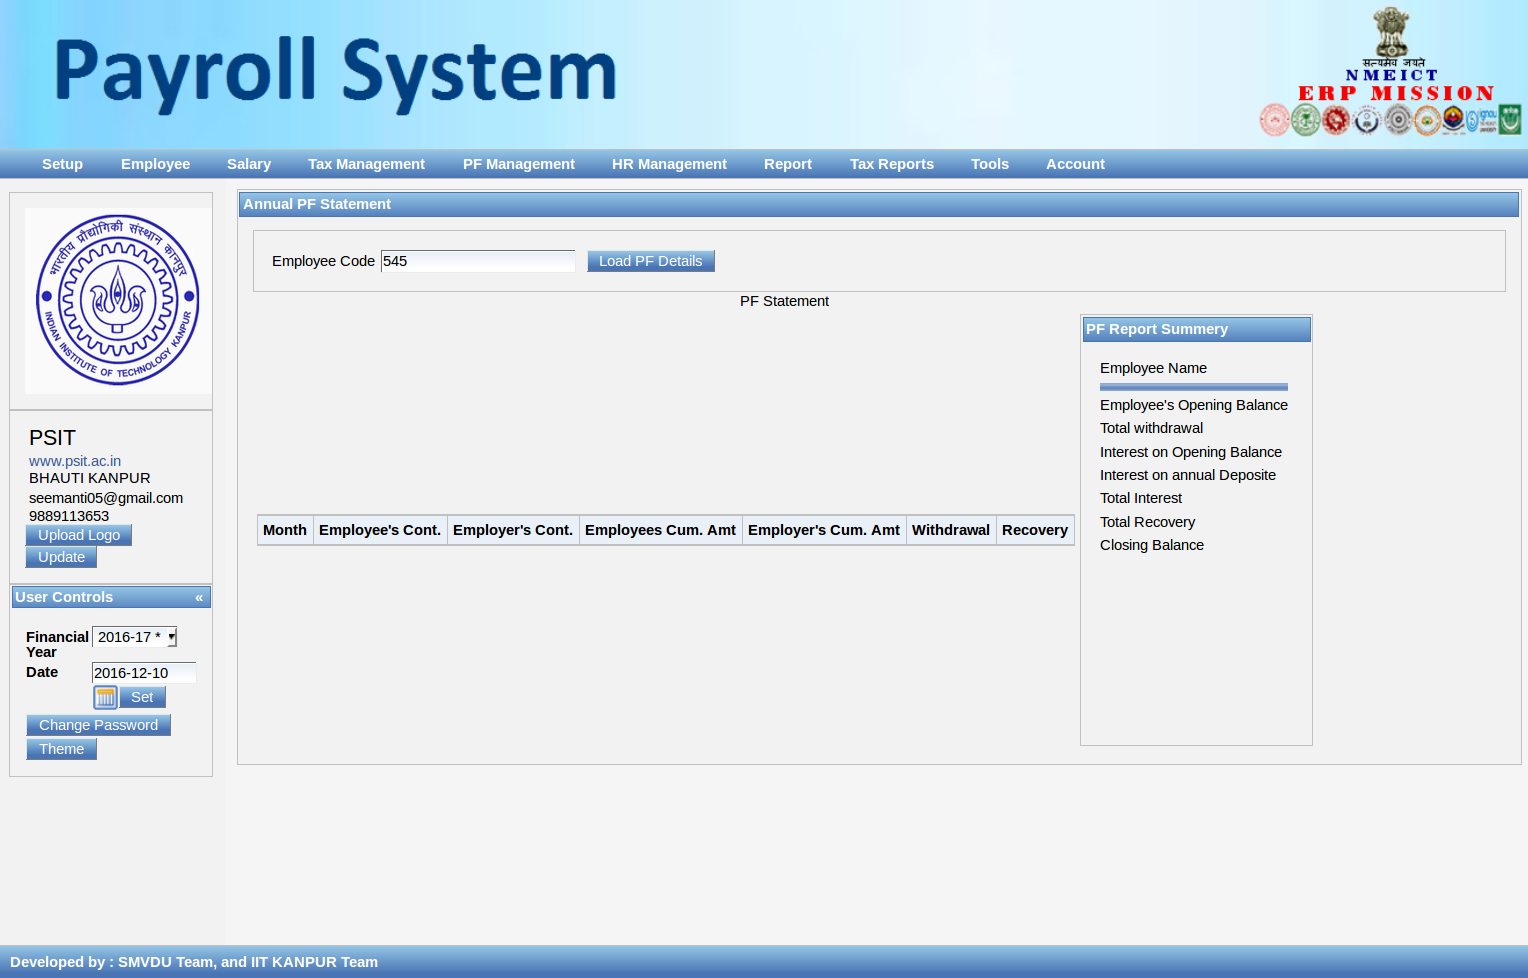 Payroll System
सत्यमेव जयते
NMEICT
ERP MISSION
Setup Employee Salary Tax Management PF Management HR Management Report Tax Reports Tools Account
भारतीय प्रौद्योगिकी संस्थान कानपुर
INDIAN INSTITUTE OF TECHNOLOGY KANPUR
PSIT
www.psit.ac.in
BHAUTI KANPUR
seemanti05@gmail.com
9889113653
Upload Logo
Update
User Controls «
Financial Year 2016-17 *
Date 2016-12-10
Set
Change Password
Theme
Annual PF Statement
Employee Code 545 Load PF Details
PF Statement
Month Employee's Cont. Employer's Cont. Employees Cum. Amt Employer's Cum. Amt Withdrawal Recovery
PF Report Summery
Employee Name
Employee's Opening Balance
Total withdrawal
Interest on Opening Balance
Interest on annual Deposite
Total Interest
Total Recovery
Closing Balance
Developed by : SMVDU Team, and IIT KANPUR Team